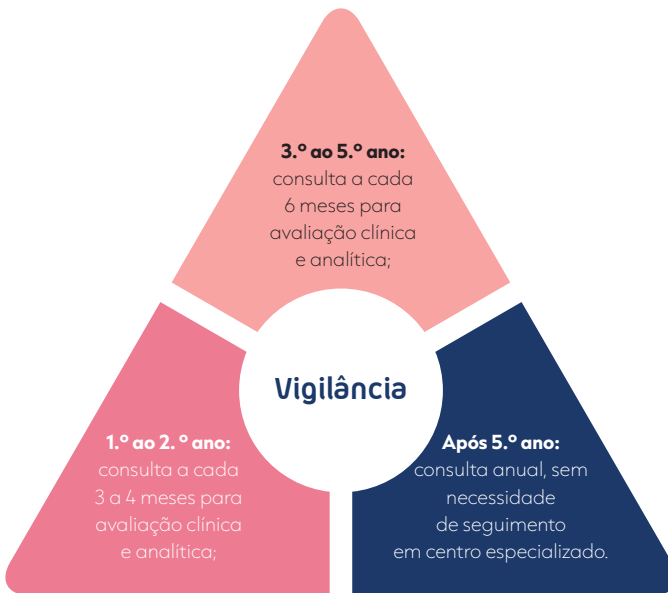 3.º ao 5.º ano:
consulta a cada
6 meses para
avaliação clínica
e analítica;
Vigilância
1.º ao 2. º ano:
consulta a cada
3 a 4 meses para
avaliação clínica
e analítica;
Após 5.º ano:
consulta anual, sem
necessidade
de seguimento
em centro especializado.